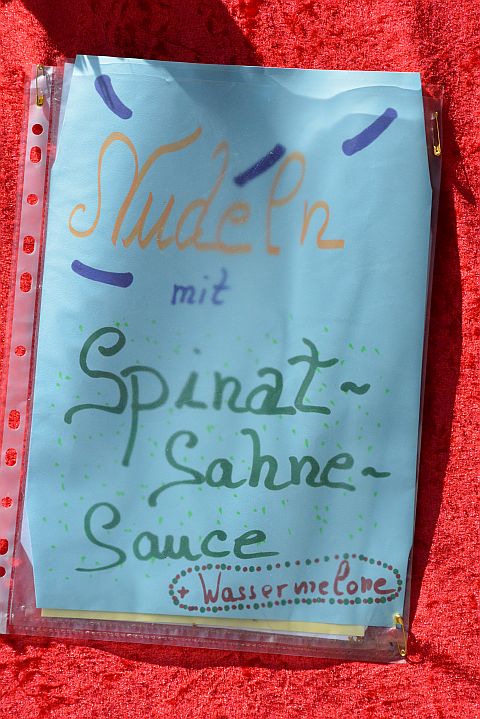 Nudeln
mit
Spinat~
Sahne~
Sauce
+ Wassermelone